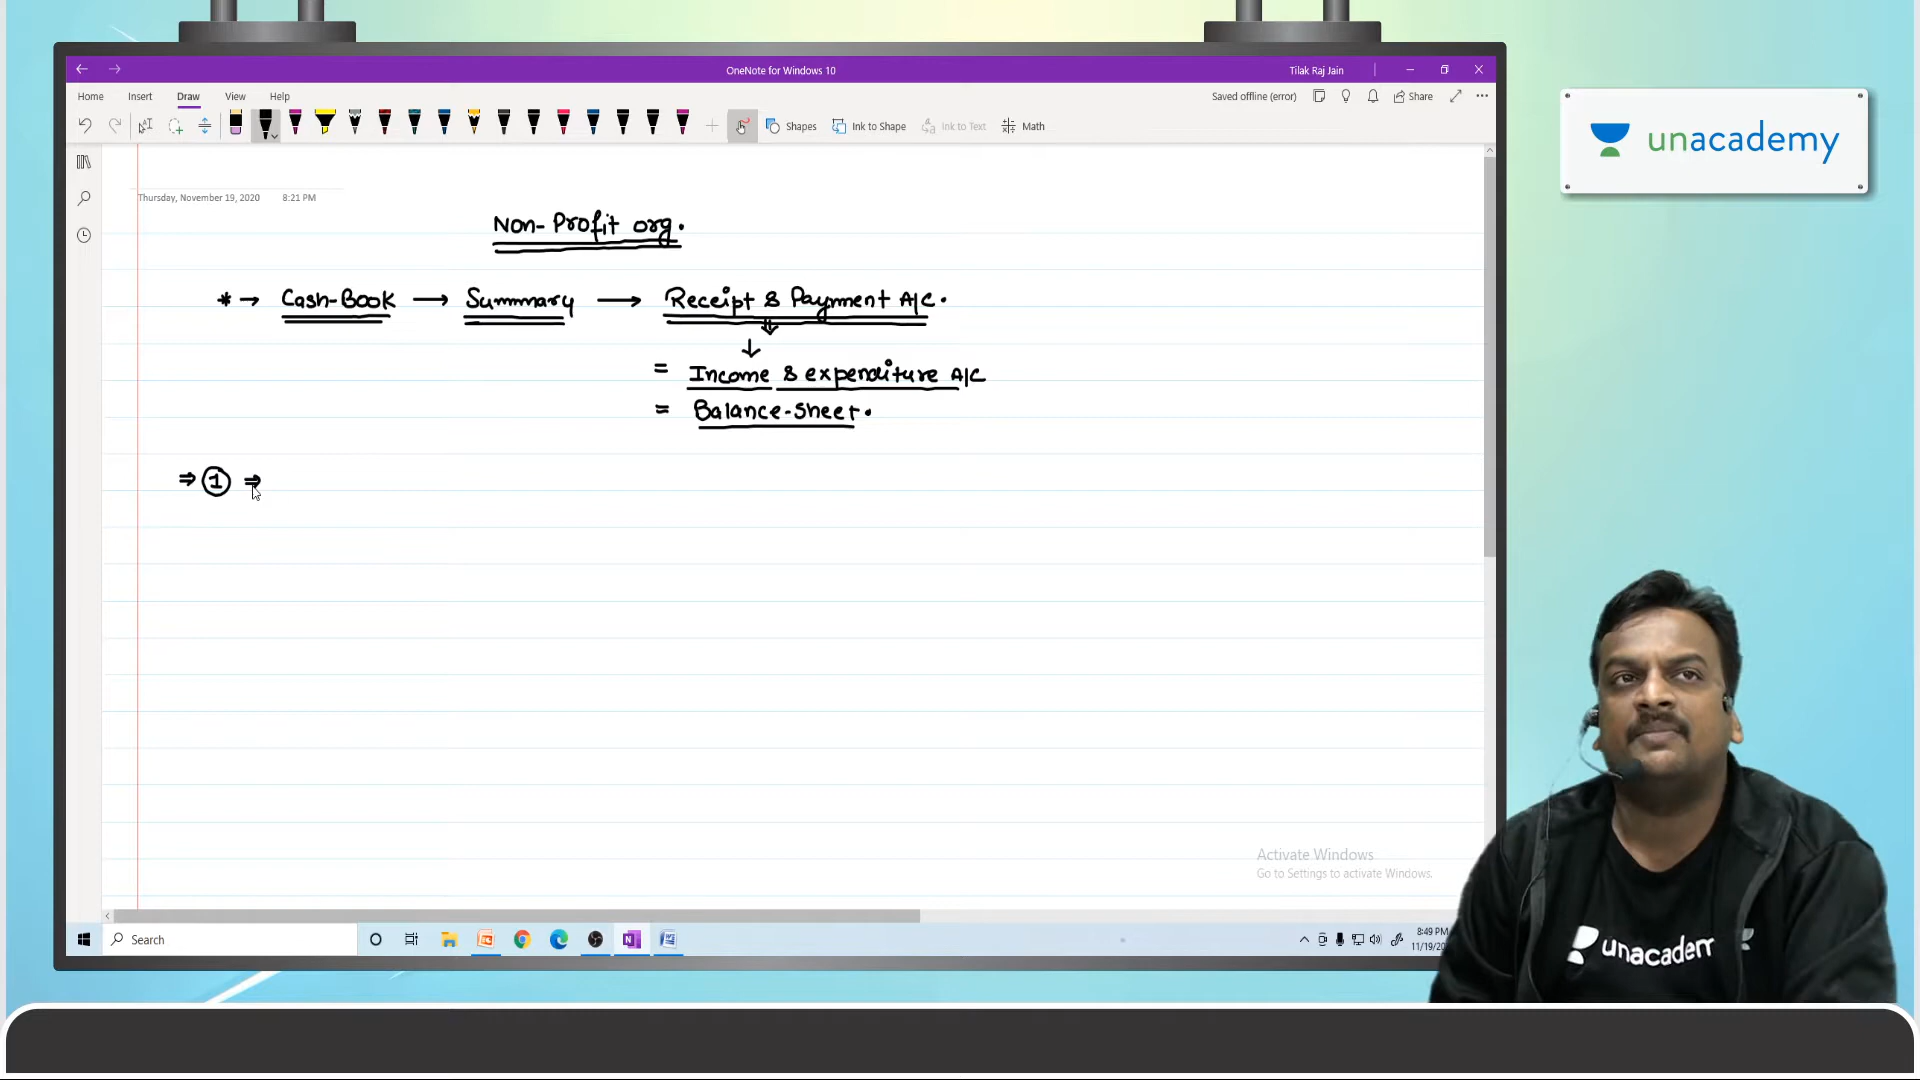 OneNote for Windows 10
Tilak Raj Jain
Home Insert Draw View Help
Saved offline (error) Share
Shapes Ink to Shape Ink to Text Math
unacademy
Thursday, November 19, 2020 8:21 PM
Non-Profit org.
* → Cash-Book → Summary → Receipt & Payment A/C.
⇓
↓
= Income & expenditure A/C
= Balance-sheet.
⇒ ① ⇒
Activate Windows
Go to Settings to activate Windows.
Search
8:49 PM
unacadem